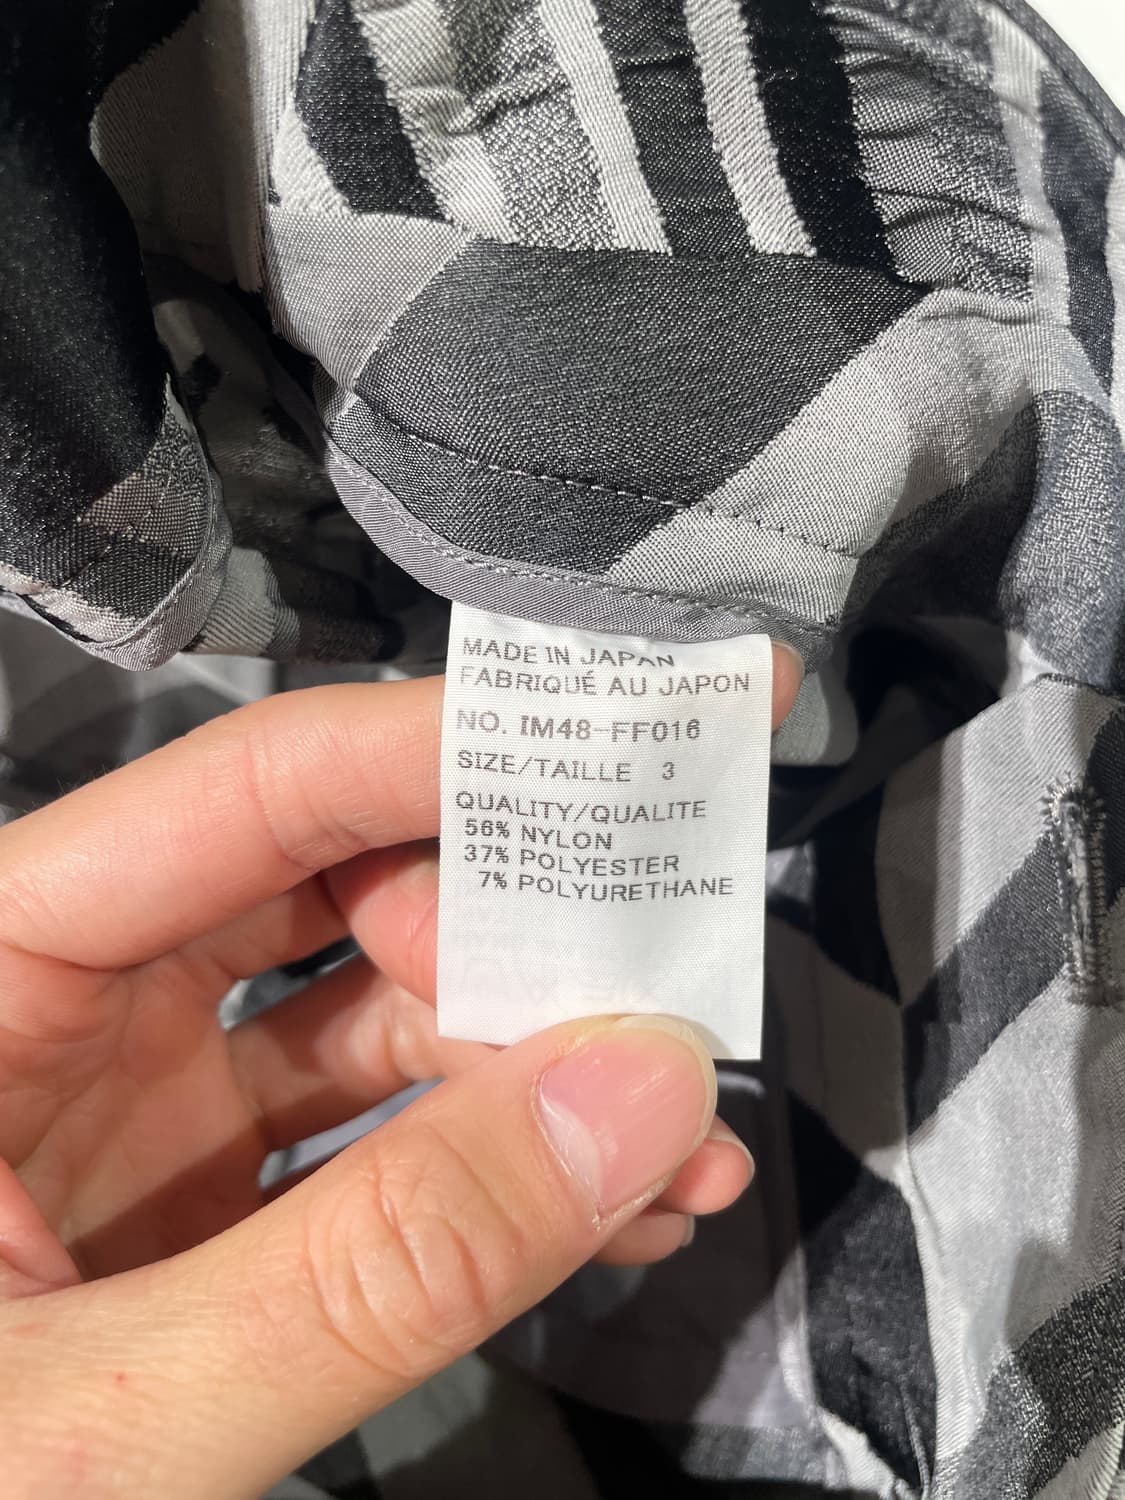 MADE IN JAPAN
FABRIQUÉ AU JAPON
NO. IM48-FF016
SIZE/TAILLE 3
QUALITY/QUALITE
56% NYLON
37% POLYESTER
7% POLYURETHANE